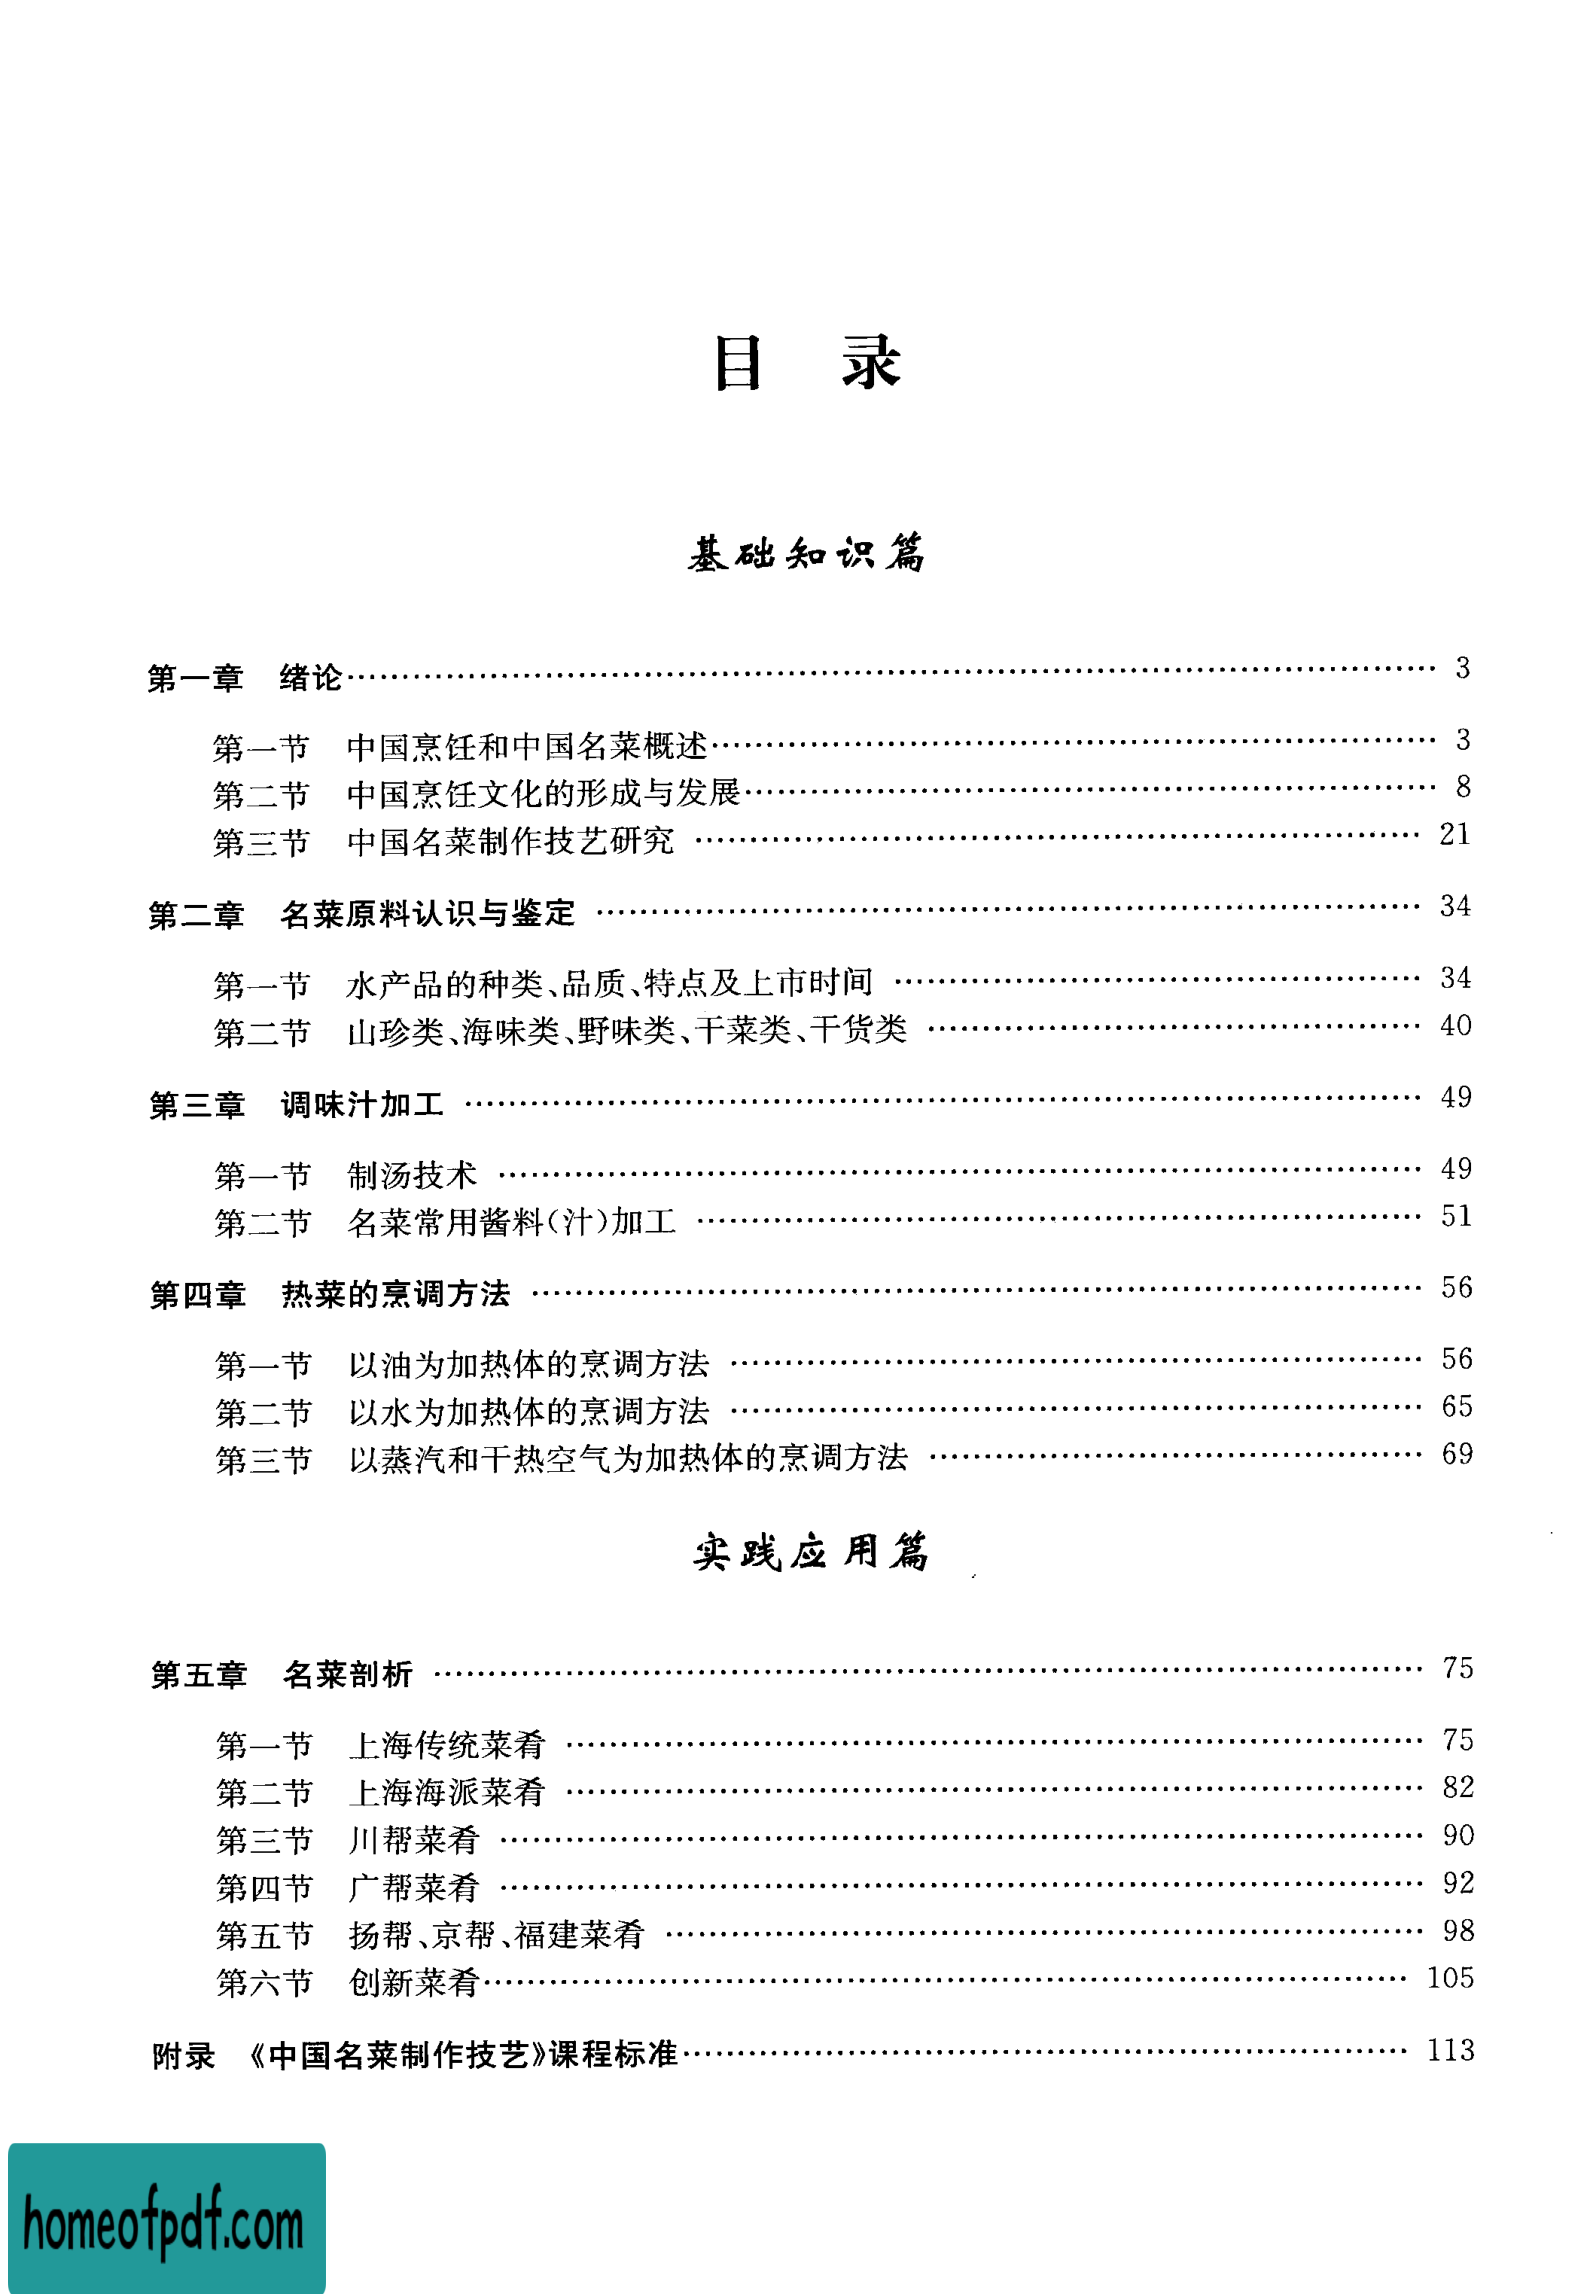 目 录
基础知识篇
第一章 绪论………………………………………………………………………… 3
第一节 中国烹饪和中国名菜概述………………………………………………… 3
第二节 中国烹饪文化的形成与发展……………………………………………… 8
第三节 中国名菜制作技艺研究 ………………………………………………… 21
第二章 名菜原料认识与鉴定 ……………………………………………………… 34
第一节 水产品的种类、品质、特点及上市时间 ………………………………… 34
第二节 山珍类、海味类、野味类、干菜类、干货类 ……………………………… 40
第三章 调味汁加工 ………………………………………………………………… 49
第一节 制汤技术 ………………………………………………………………… 49
第二节 名菜常用酱料(汁)加工 ………………………………………………… 51
第四章 热菜的烹调方法 …………………………………………………………… 56
第一节 以油为加热体的烹调方法 ……………………………………………… 56
第二节 以水为加热体的烹调方法 ……………………………………………… 65
第三节 以蒸汽和干热空气为加热体的烹调方法 ……………………………… 69
实践应用篇
第五章 名菜剖析 …………………………………………………………………… 75
第一节 上海传统菜肴 …………………………………………………………… 75
第二节 上海海派菜肴 …………………………………………………………… 82
第三节 川帮菜肴 ………………………………………………………………… 90
第四节 广帮菜肴 ………………………………………………………………… 92
第五节 扬帮、京帮、福建菜肴 …………………………………………………… 98
第六节 创新菜肴………………………………………………………………… 105
附录 《中国名菜制作技艺》课程标准……………………………………………… 113
homeofpdf.com